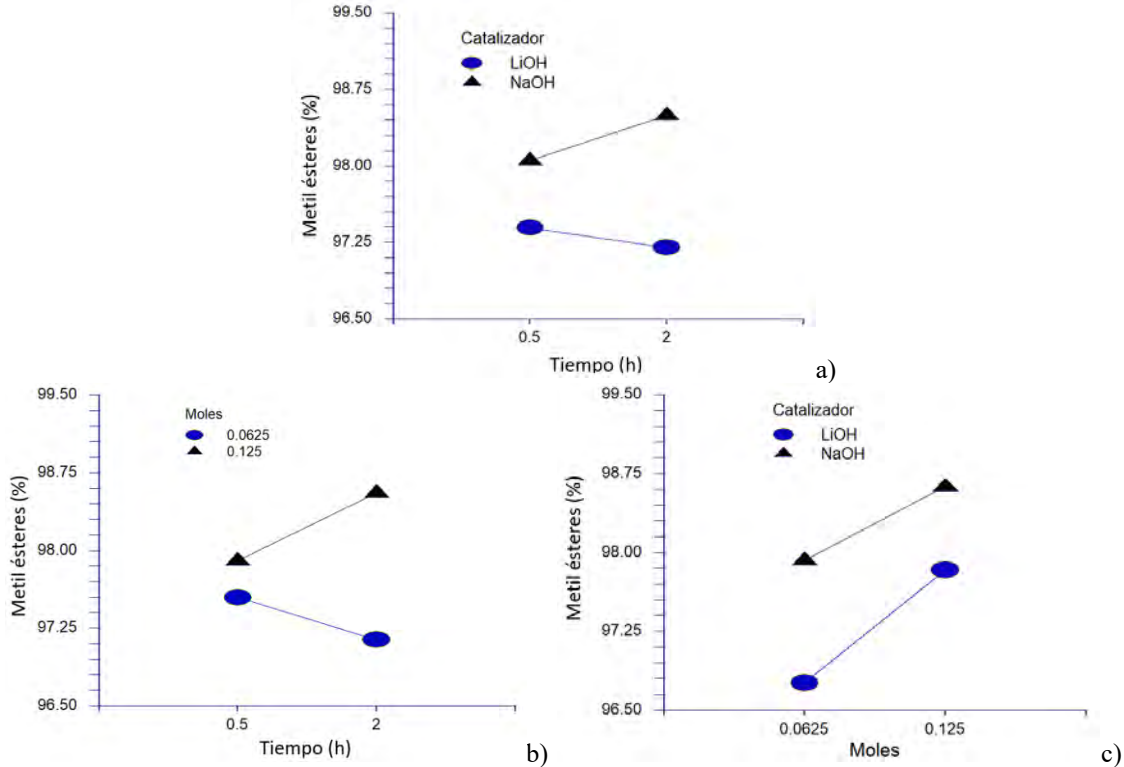 99.50
Catalizador
LiOH
NaOH
98.75
98.00
97.25
96.50
Metil ésteres (%)
0.5
2
Tiempo (h)
a)
99.50
Moles
0.0625
0.125
98.75
98.00
97.25
96.50
Metil ésteres (%)
0.5
2
Tiempo (h)
b)
99.50
Catalizador
LiOH
NaOH
98.75
98.00
97.25
96.50
Metil ésteres (%)
0.0625
0.125
Moles
c)